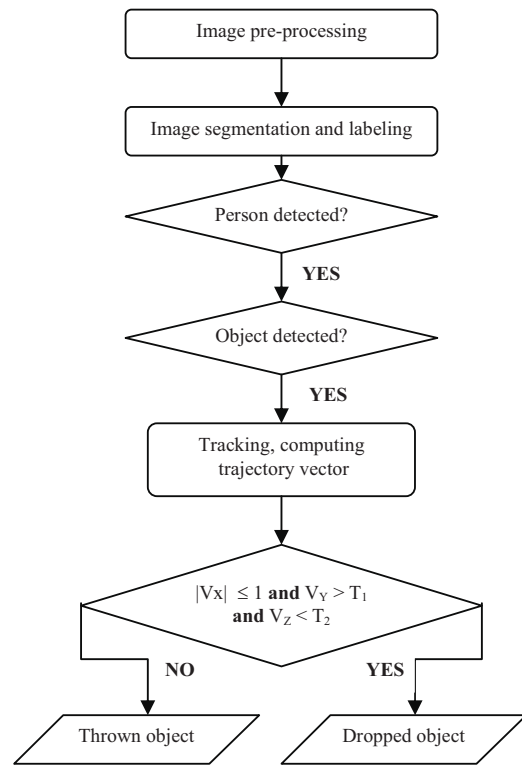 Image pre-processing
Image segmentation and labeling
Person detected?
YES
Object detected?
YES
Tracking, computing
trajectory vector
|Vx| ≤ 1 and V_Y > T_1
and V_Z < T_2
NO
YES
Thrown object
Dropped object